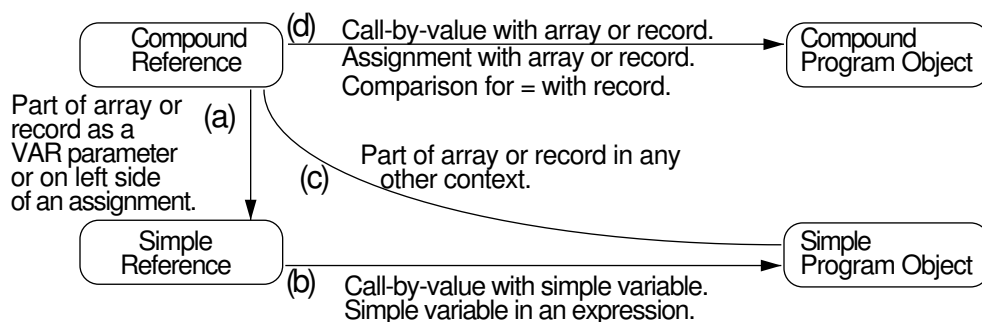 (d) Call-by-value with array or record.
Compound
Reference
Assignment with array or record.
Comparison for = with record.
Compound
Program Object
Part of array or
record as a
VAR parameter
or on left side
of an assignment.
(a)
(c)
Part of array or record in any
other context.
Simple
Reference
Simple
Program Object
(b) Call-by-value with simple variable.
Simple variable in an expression.